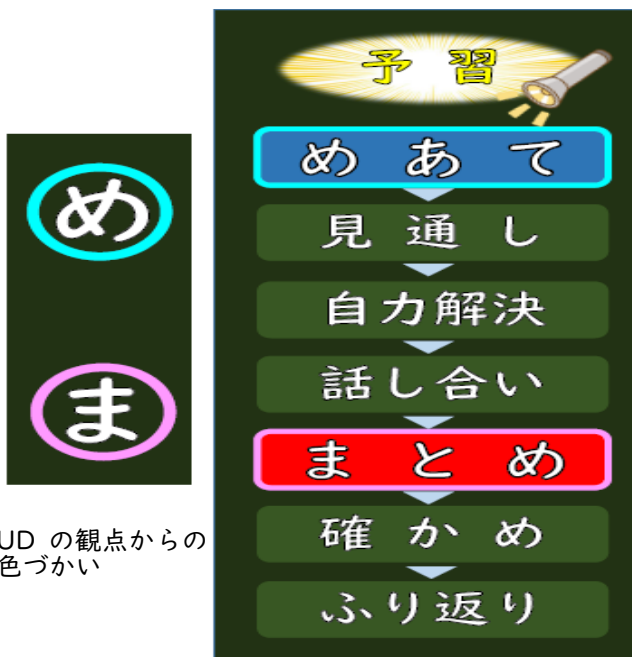 め
ま
UD の観点からの
色づかい
予習
めあて
見通し
自力解決
話し合い
まとめ
確かめ
ふり返り